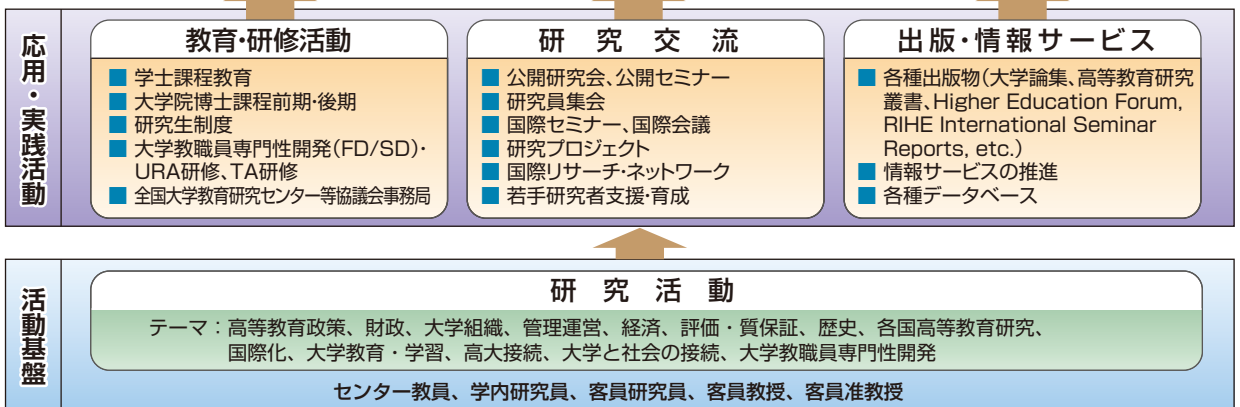 応用・実践活動
教育・研修活動
■ 学士課程教育
■ 大学院博士課程前期・後期
■ 研究生制度
■ 大学教職員専門性開発(FD/SD)・
URA研修、TA研修
■ 全国大学教育研究センター等協議会事務局
研究交流
■ 公開研究会、公開セミナー
■ 研究員集会
■ 国際セミナー、国際会議
■ 研究プロジェクト
■ 国際リサーチ・ネットワーク
■ 若手研究者支援・育成
出版・情報サービス
■ 各種出版物(大学論集、高等教育研究
叢書、Higher Education Forum,
RIHE International Seminar
Reports, etc.)
■ 情報サービスの推進
■ 各種データベース
活動基盤
研究活動
テーマ：高等教育政策、財政、大学組織、管理運営、経済、評価・質保証、歴史、各国高等教育研究、
国際化、大学教育・学習、高大接続、大学と社会の接続、大学教職員専門性開発
センター教員、学内研究員、客員研究員、客員教授、客員准教授